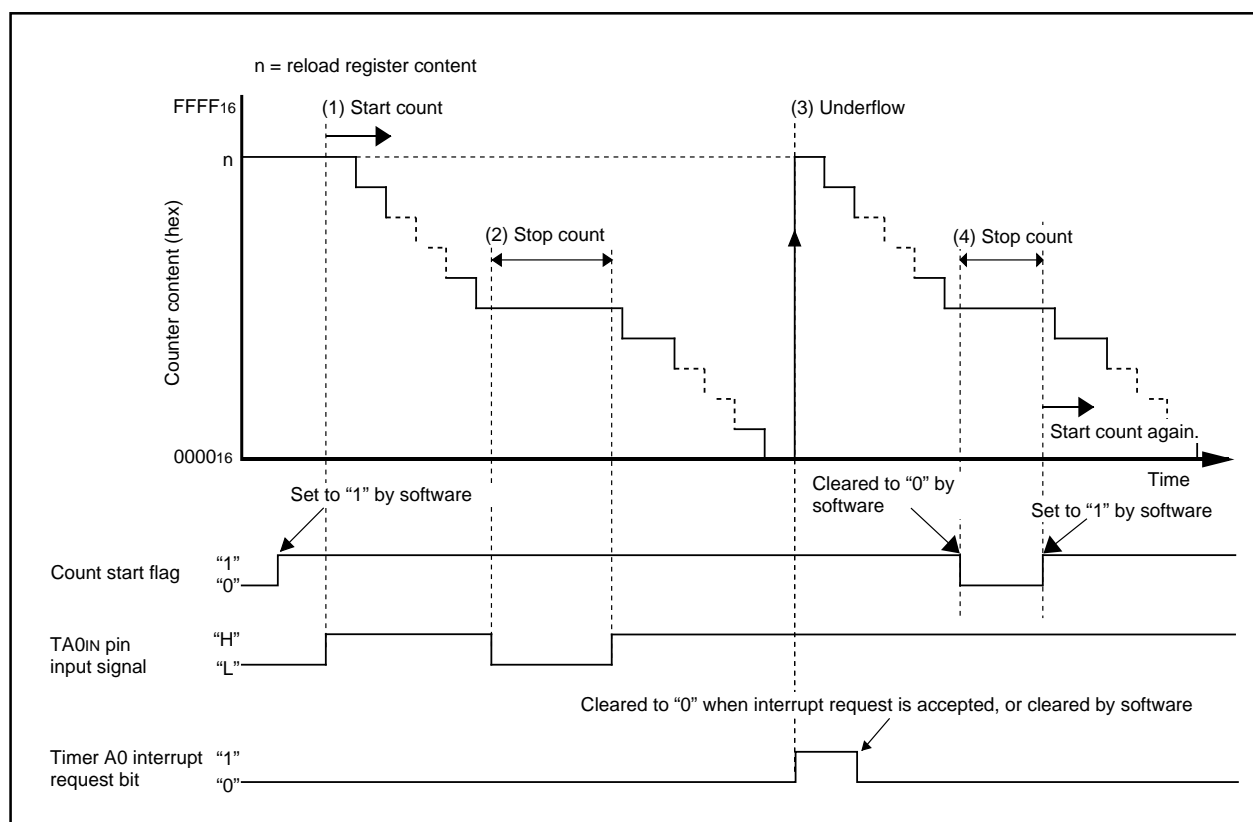 n = reload register content
FFFF16
(1) Start count
(3) Underflow
n
Counter content (hex)
(2) Stop count
(4) Stop count
Start count again.
000016
Time
Set to “1” by software
Cleared to “0” by
software
Set to “1” by software
Count start flag
“1”
“0”
TA0IN pin
input signal
“H”
“L”
Cleared to “0” when interrupt request is accepted, or cleared by software
Timer A0 interrupt
request bit
“1”
“0”